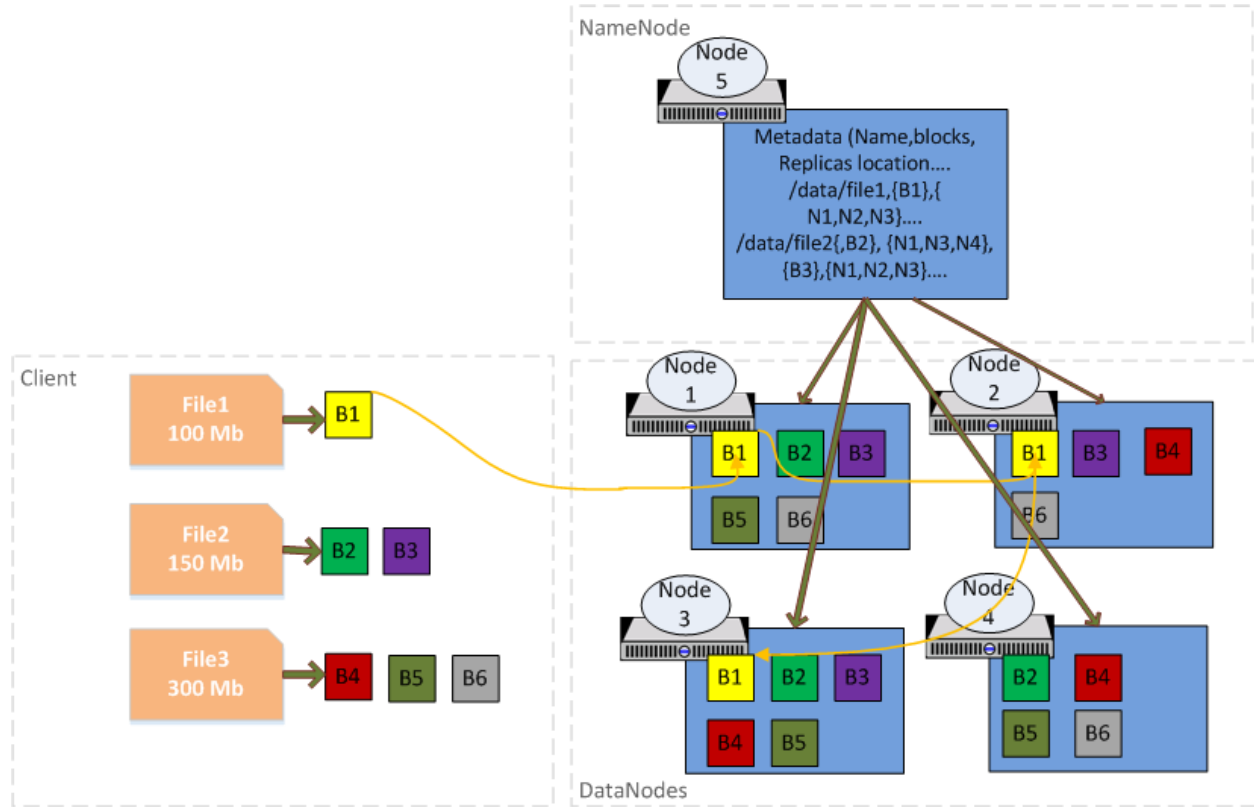 NameNode
Node
5
Metadata (Name,blocks,
Replicas location....
/data/file1,{B1},{
N1,N2,N3}....
/data/file2{,B2}, {N1,N3,N4},
{B3},{N1,N2,N3}....
Client
File1
100 Mb
B1
File2
150 Mb
B2
B3
File3
300 Mb
B4
B5
B6
Node
1
B1
B2
B3
B5
B6
Node
2
B1
B3
B4
B6
Node
3
B1
B2
B3
B4
B5
Node
4
B2
B4
B5
B6
DataNodes